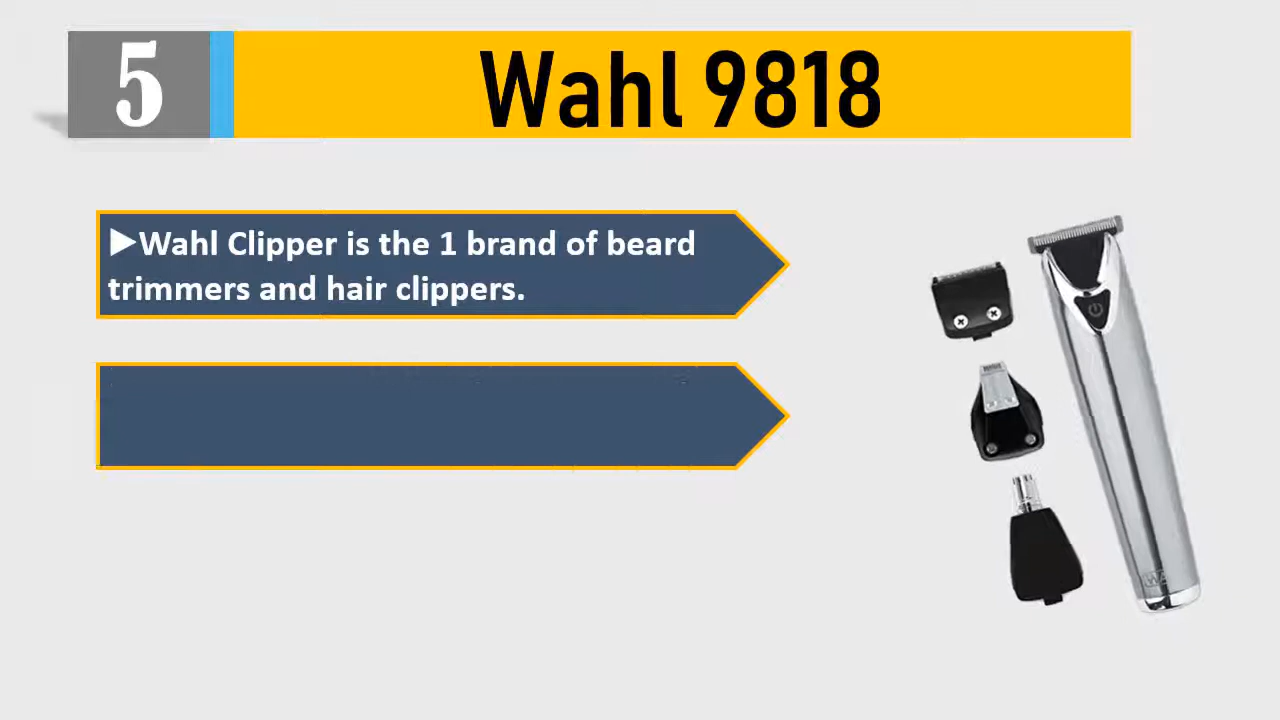 5
Wahl 9818
►Wahl Clipper is the 1 brand of beard
trimmers and hair clippers.